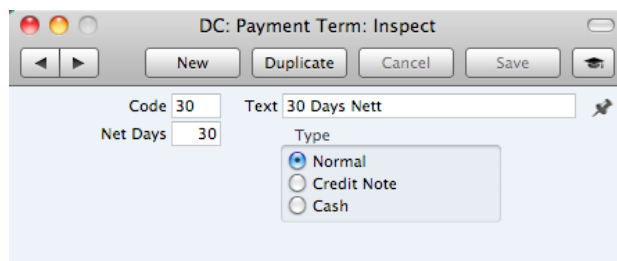 DC: Payment Term: Inspect
New Duplicate Cancel Save
Code 30 Text 30 Days Nett
Net Days 30 Type
Normal
Credit Note
Cash